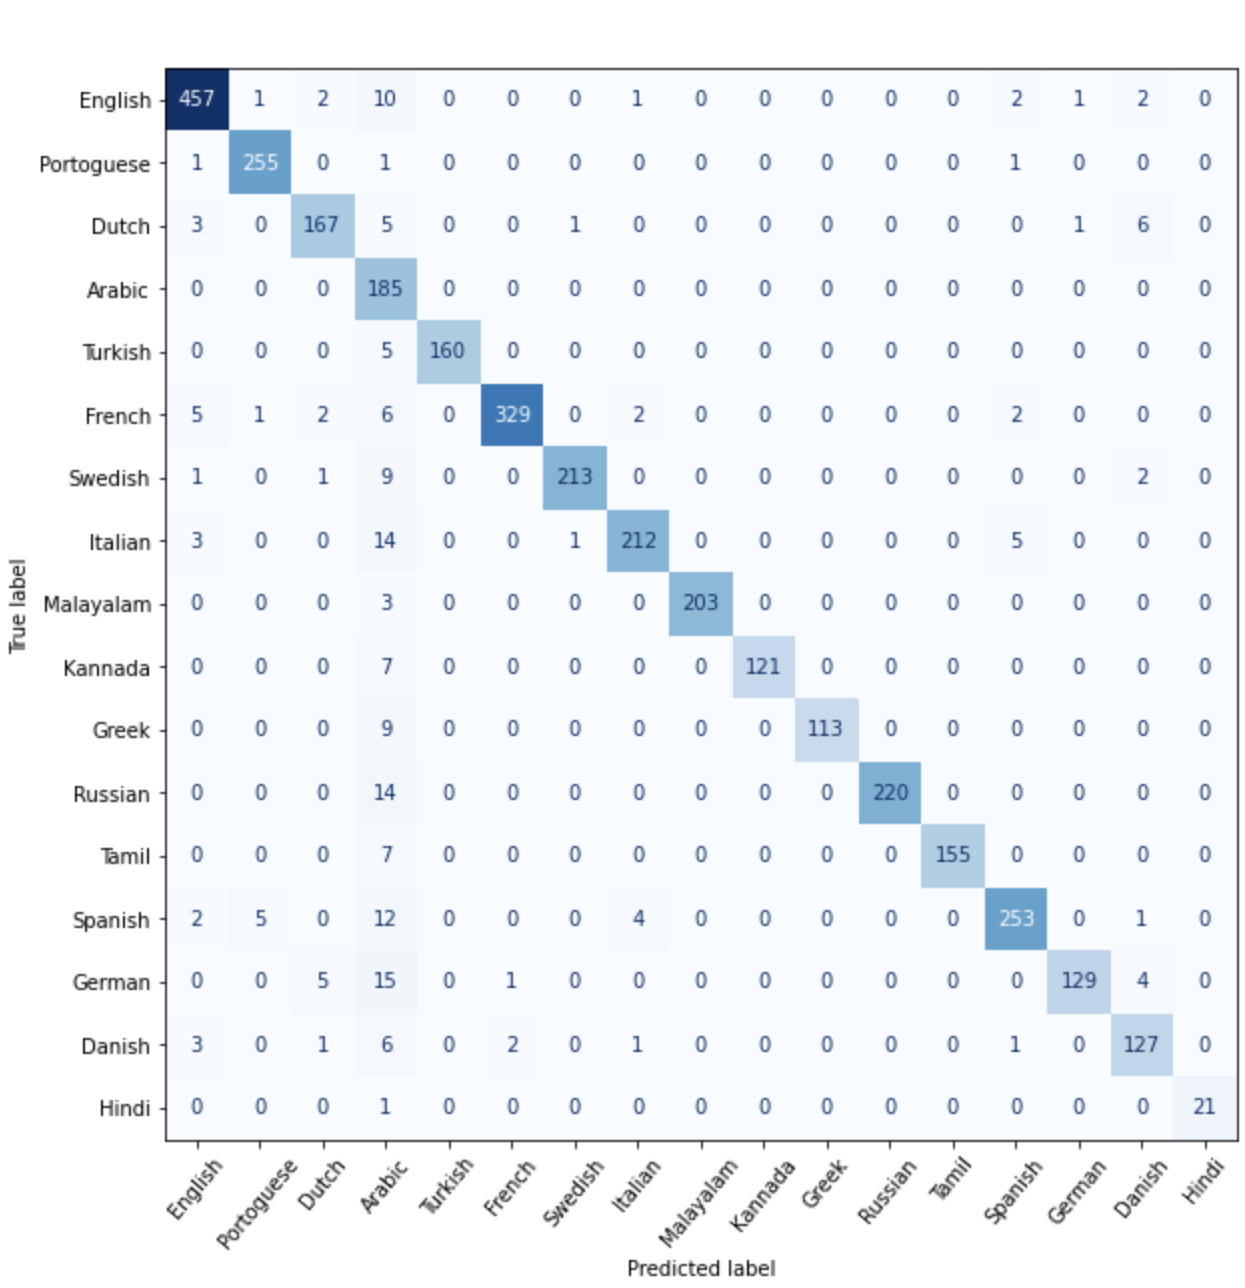 English 457 1 2 10 0 0 0 1 0 0 0 0 0 2 1 2 0
Portoguese 1 255 0 1 0 0 0 0 0 0 0 0 0 1 0 0 0
Dutch 3 0 167 5 0 0 1 0 0 0 0 0 0 0 1 6 0
Arabic 0 0 0 185 0 0 0 0 0 0 0 0 0 0 0 0 0
Turkish 0 0 0 5 160 0 0 0 0 0 0 0 0 0 0 0 0
French 5 1 2 6 0 329 0 2 0 0 0 0 0 2 0 0 0
Swedish 1 0 1 9 0 0 213 0 0 0 0 0 0 0 0 2 0
Italian 3 0 0 14 0 0 1 212 0 0 0 0 0 5 0 0 0
Malayalam 0 0 0 3 0 0 0 0 203 0 0 0 0 0 0 0 0
Kannada 0 0 0 7 0 0 0 0 0 121 0 0 0 0 0 0 0
Greek 0 0 0 9 0 0 0 0 0 0 113 0 0 0 0 0 0
Russian 0 0 0 14 0 0 0 0 0 0 0 220 0 0 0 0 0
Tamil 0 0 0 7 0 0 0 0 0 0 0 0 155 0 0 0 0
Spanish 2 5 0 12 0 0 0 4 0 0 0 0 0 253 0 1 0
German 0 0 5 15 0 1 0 0 0 0 0 0 0 0 129 4 0
Danish 3 0 1 6 0 2 0 1 0 0 0 0 0 1 0 127 0
Hindi 0 0 0 1 0 0 0 0 0 0 0 0 0 0 0 0 21
True label
English Portoguese Dutch Arabic Turkish French Swedish Italian Malayalam Kannada Greek Russian Tamil Spanish German Danish Hindi
Predicted label